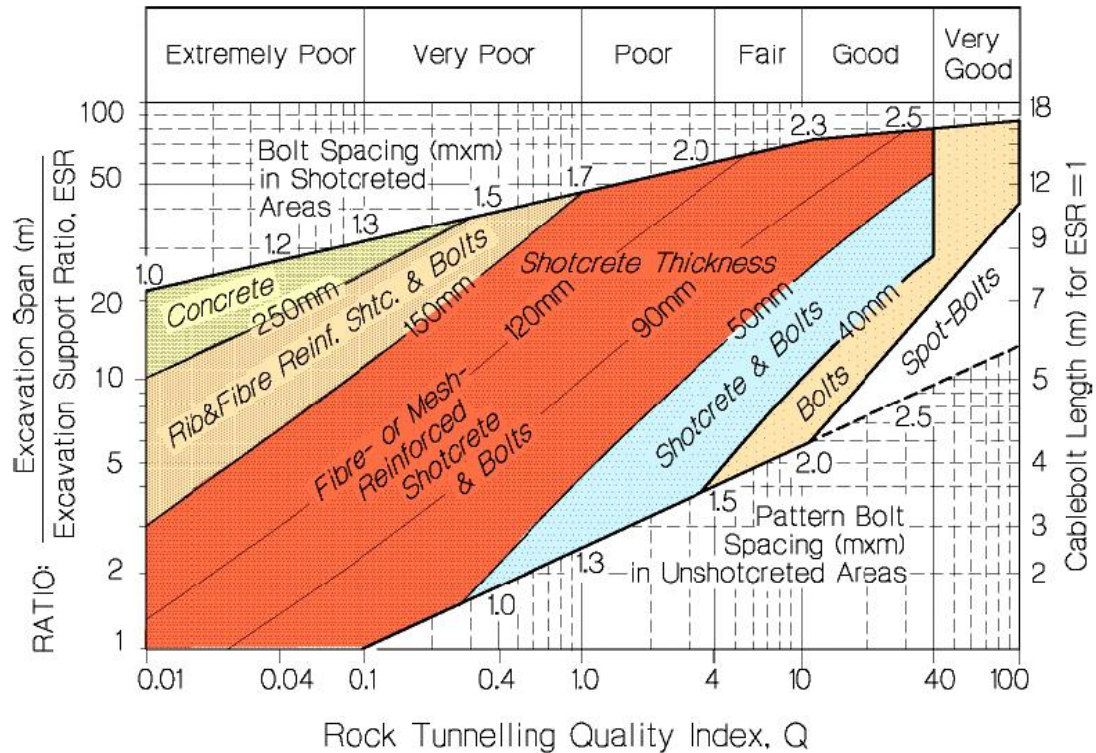 Extremely Poor
Very Poor
Poor
Fair
Good
Very
Good
100
50
20
10
5
2
1
RATIO:
Excavation Span (m)
Excavation Support Ratio, ESR
18
12
9
7
5
4
3
2
Cablebolt Length (m) for ESR=1
Bolt Spacing (mxm)
in Shotcreted
Areas
1.0
1.2
1.3
1.5
1.7
2.0
2.3
2.5
Concrete
250mm
Rib&Fibre Reinf. Shtc. & Bolts
150mm
Shotcrete Thickness
120mm
90mm
50mm
40mm
Fibre- or Mesh-
Reinforced
Shotcrete
& Bolts
Shotcrete & Bolts
Bolts
Spot-Bolts
1.0
1.3
1.5
2.0
2.5
Pattern Bolt
Spacing (mxm)
in Unshotcreted Areas
0.01
0.04
0.1
0.4
1.0
4
10
40
100
Rock Tunnelling Quality Index, Q